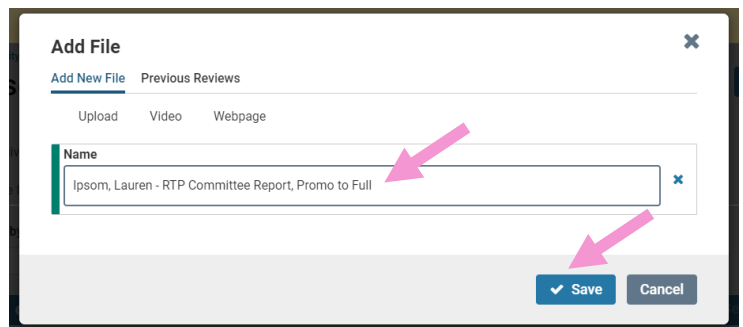 Add File
Add New File Previous Reviews
Upload Video Webpage
Name
Ipsom, Lauren - RTP Committee Report, Promo to Full
Save Cancel